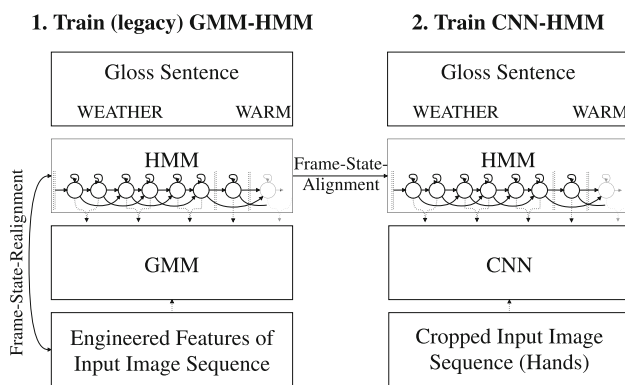 1. Train (legacy) GMM-HMM
Gloss Sentence
WEATHER WARM
HMM
GMM
Engineered Features of
Input Image Sequence
Frame-State-Realignment
Frame-State-
Alignment
2. Train CNN-HMM
Gloss Sentence
WEATHER WARM
HMM
CNN
Cropped Input Image
Sequence (Hands)